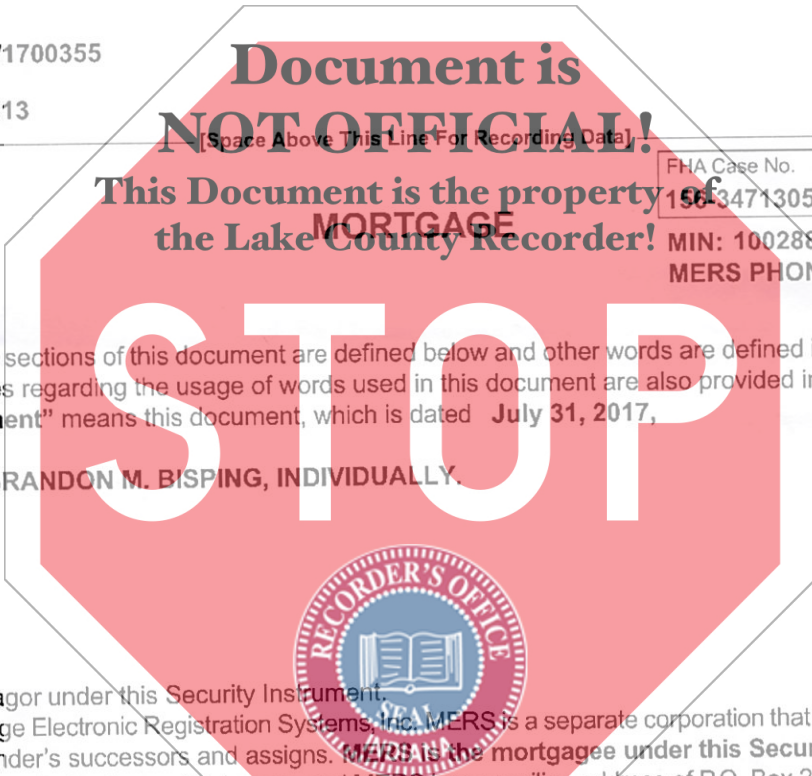 1700355
Document is
13
NOT OFFICIAL!
[Space Above This Line For Recording Data]
FHA Case No.
This Document is the property of
156-3471305
MORTGAGE
the Lake County Recorder!
MIN: 100288
MERS PHON
STOP
sections of this document are defined below and other words are defined i
s regarding the usage of words used in this document are also provided in
ent" means this document, which is dated July 31, 2017,
RANDON M. BISPING, INDIVIDUALLY.
RECORDER'S OFFICE
SEAL
INDIANA
agor under this Security Instrument.
ge Electronic Registration Systems, Inc. MERS is a separate corporation that
nder's successors and assigns. MERS is the mortgagee under this Secu